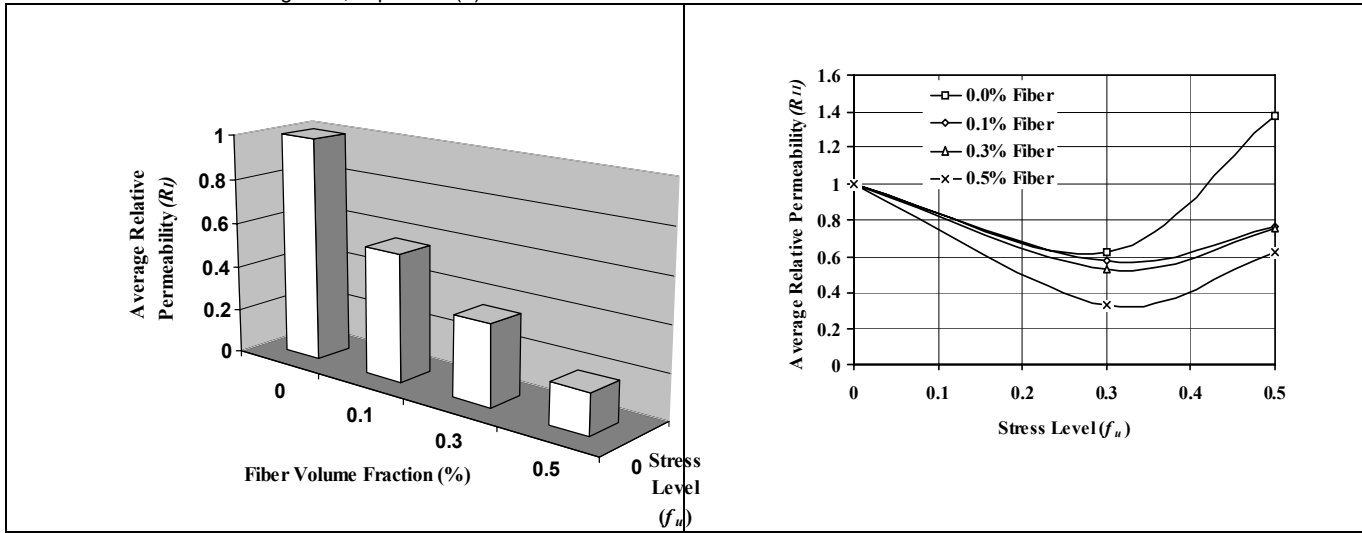 1
0.8
0.6
0.4
0.2
0
Average Relative
Permeability (R_I)
0
0.1
0.3
0.5
Fiber Volume Fraction (%)
0
Stress
Level
(f_u)
1.6
1.4
1.2
1
0.8
0.6
0.4
0.2
0
Average Relative Permeability (R_II)
0.0% Fiber
0.1% Fiber
0.3% Fiber
0.5% Fiber
0 0.1 0.2 0.3 0.4 0.5
Stress Level (f_u)